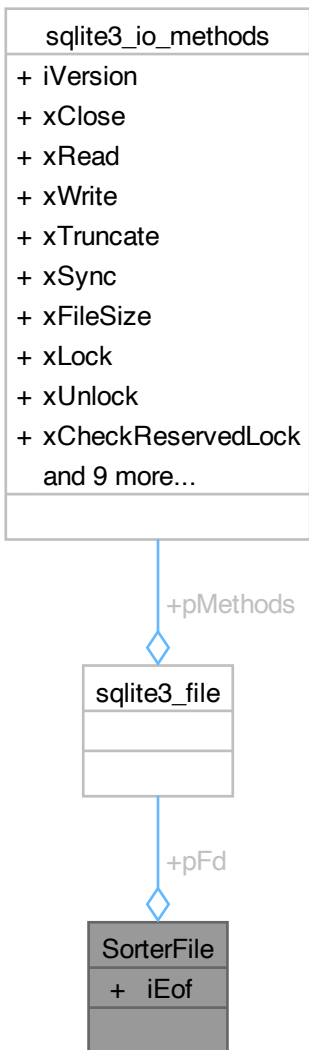 sqlite3_io_methods
+ iVersion
+ xClose
+ xRead
+ xWrite
+ xTruncate
+ xSync
+ xFileSize
+ xLock
+ xUnlock
+ xCheckReservedLock
and 9 more...
+pMethods
sqlite3_file
+pFd
SorterFile
+ iEof